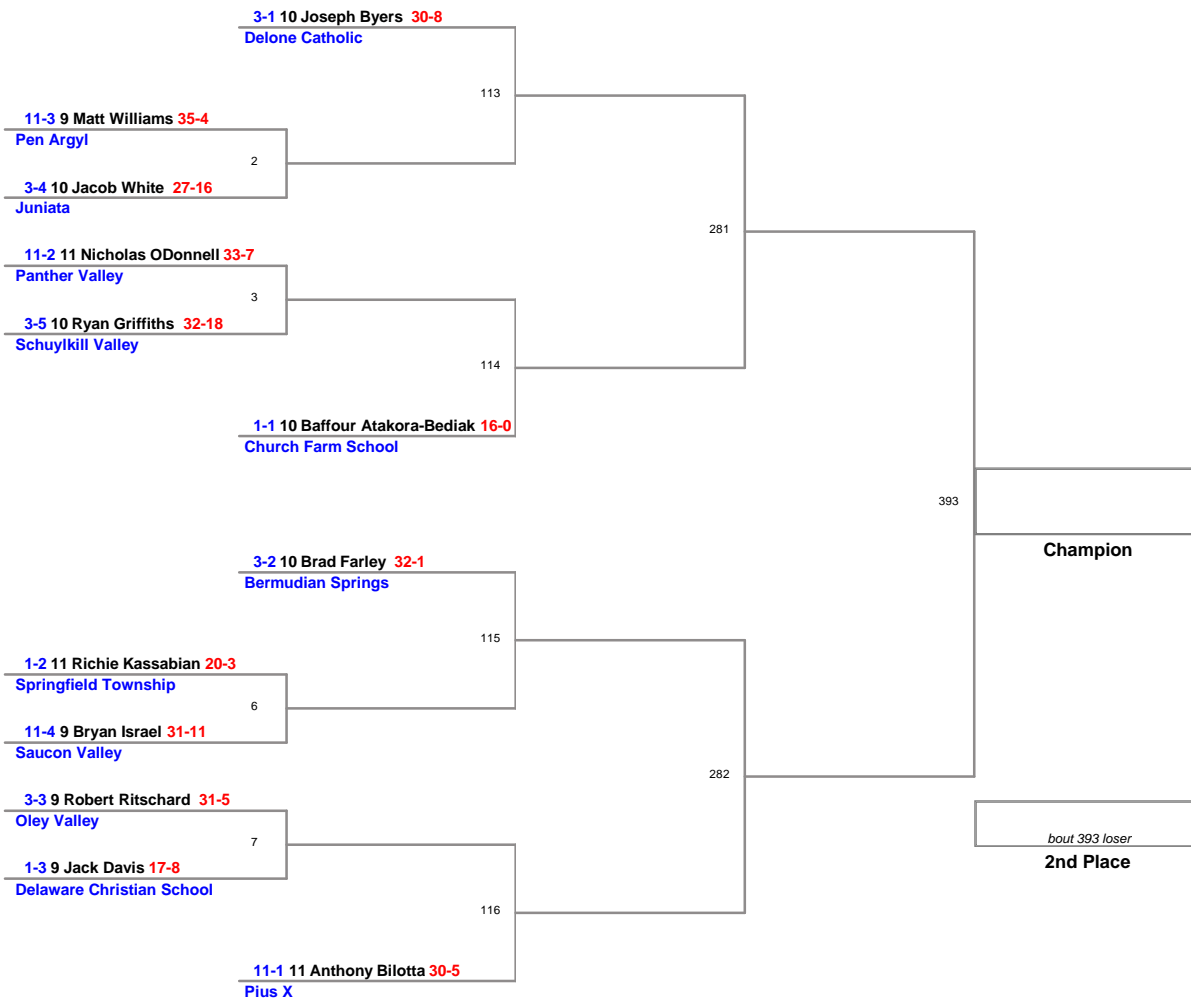 3-1 10 Joseph Byers 30-8
Delone Catholic
113
11-3 9 Matt Williams 35-4
Pen Argyl
2
3-4 10 Jacob White 27-16
Juniata
281
11-2 11 Nicholas ODonnell 33-7
Panther Valley
3
3-5 10 Ryan Griffiths 32-18
Schuylkill Valley
114
1-1 10 Baffour Atakora-Bediak 16-0
Church Farm School
393
Champion
3-2 10 Brad Farley 32-1
Bermudian Springs
115
1-2 11 Richie Kassabian 20-3
Springfield Township
6
11-4 9 Bryan Israel 31-11
Saucon Valley
282
3-3 9 Robert Ritschard 31-5
Oley Valley
7
bout 393 loser
2nd Place
1-3 9 Jack Davis 17-8
Delaware Christian School
116
11-1 11 Anthony Bilotta 30-5
Pius X